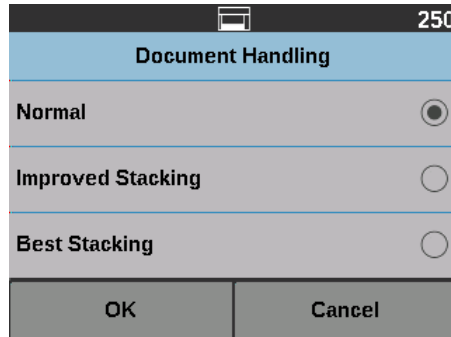 250
Document Handling
Normal
Improved Stacking
Best Stacking
OK Cancel